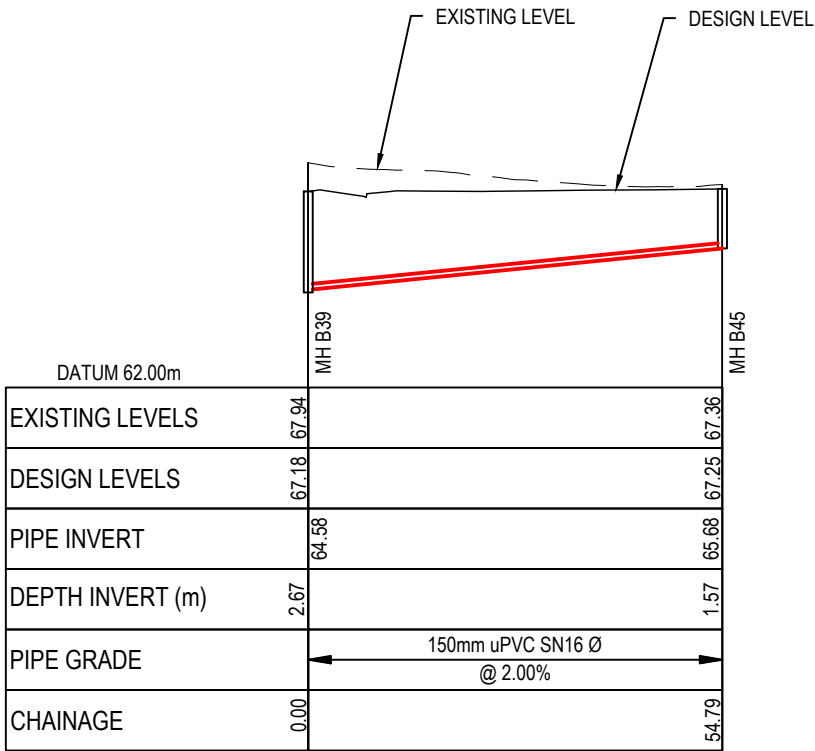 EXISTING LEVEL
DESIGN LEVEL
MH B39
MH B45
DATUM 62.00m
EXISTING LEVELS 67.94 67.36
DESIGN LEVELS 67.18 67.25
PIPE INVERT 64.58 65.68
DEPTH INVERT (m) 2.67 1.57
PIPE GRADE
150mm uPVC SN16 Ø
@ 2.00%
CHAINAGE 0.00 54.79